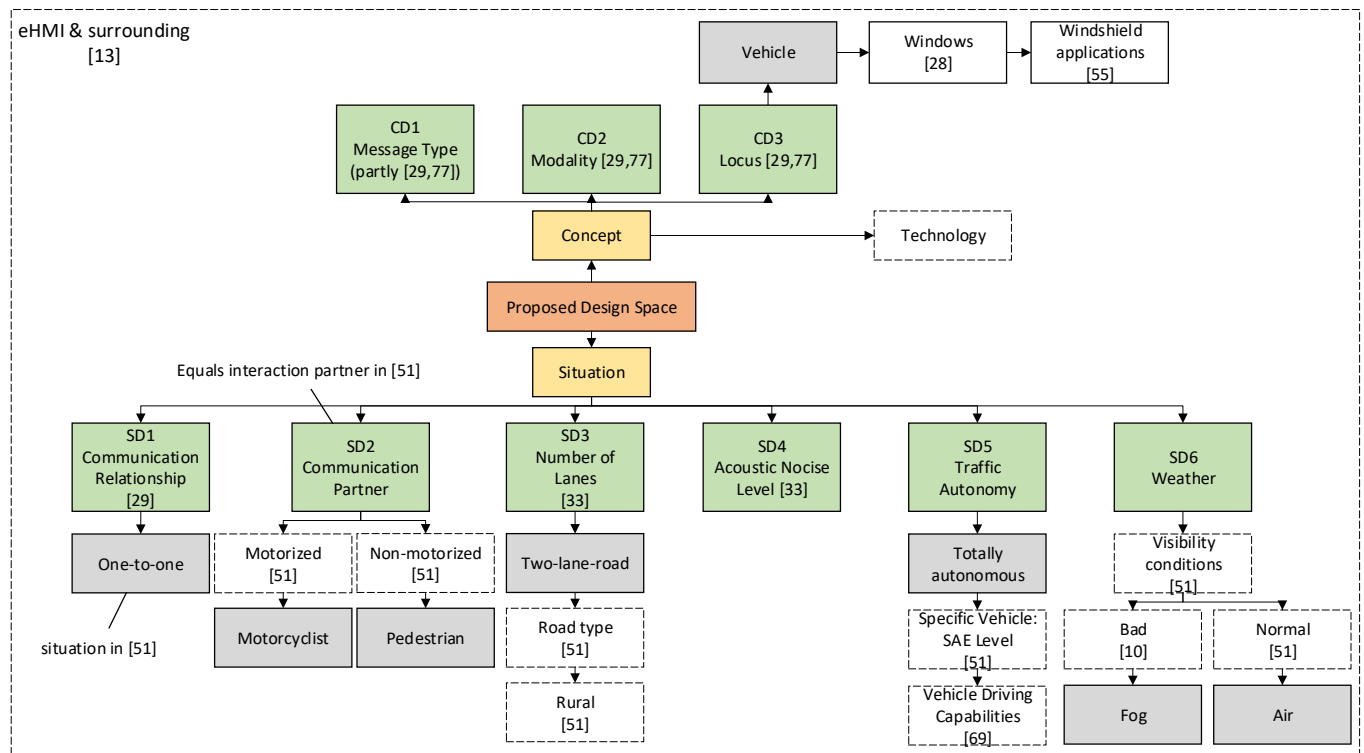 eHMI & surrounding
[13]
Vehicle
Windows
[28]
Windshield
applications
[55]
CD1
Message Type
(partly [29,77])
CD2
Modality [29,77]
CD3
Locus [29,77]
Concept
Technology
Proposed Design Space
Situation
Equals interaction partner in [51]
SD1
Communication
Relationship
[29]
SD2
Communication
Partner
SD3
Number of
Lanes
[33]
SD4
Acoustic Nocise
Level [33]
SD5
Traffic
Autonomy
SD6
Weather
One-to-one
Motorized
[51]
Non-motorized
[51]
Two-lane-road
Totally
autonomous
Visibility
conditions
[51]
situation in [51]
Motorcyclist
Pedestrian
Road type
[51]
Specific Vehicle:
SAE Level
[51]
Bad
[10]
Normal
[51]
Rural
[51]
Vehicle Driving
Capabilities
[69]
Fog
Air